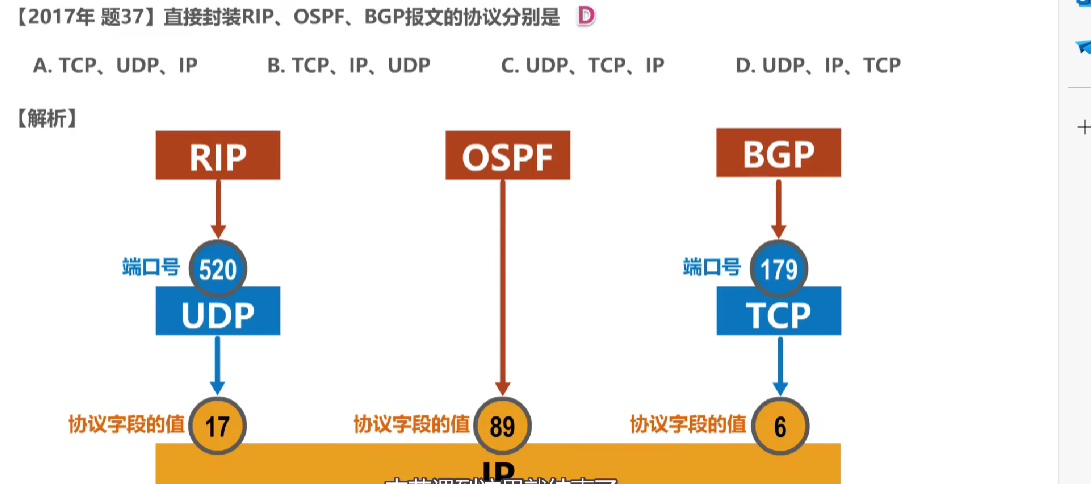 【2017年 题37】直接封装RIP、OSPF、BGP报文的协议分别是 D
A. TCP、UDP、IP B. TCP、IP、UDP C. UDP、TCP、IP D. UDP、IP、TCP
【解析】
RIP OSPF BGP
端口号 520 端口号 179
UDP TCP
协议字段的值 17 协议字段的值 89 协议字段的值 6
IP